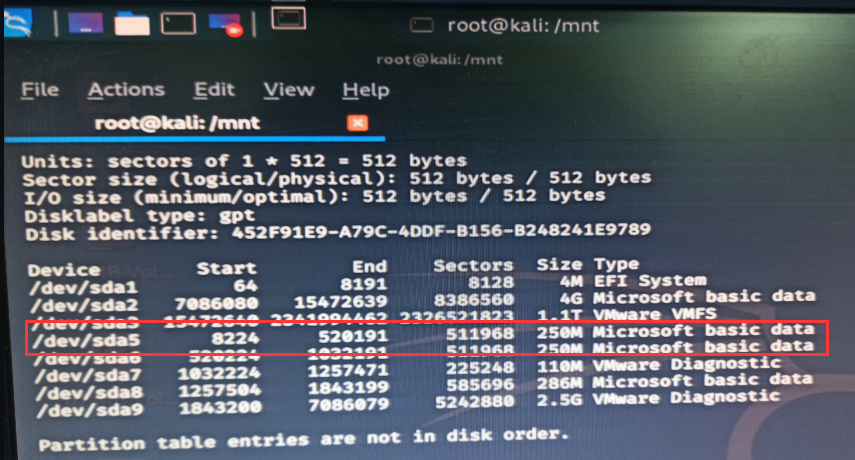 root@kali: /mnt
root@kali: /mnt
File Actions Edit View Help
root@kali: /mnt
Units: sectors of 1 * 512 = 512 bytes
Sector size (logical/physical): 512 bytes / 512 bytes
I/O size (minimum/optimal): 512 bytes / 512 bytes
Disklabel type: gpt
Disk identifier: 452F91E9-A79C-4DDF-B156-B248241E9789
Device Start End Sectors Size Type
/dev/sda1 64 8191 8128 4M EFI System
/dev/sda2 7086080 15472639 8386560 4G Microsoft basic data
/dev/sda3 15472640 2341994462 2326521823 1.1T VMware VMFS
/dev/sda5 8224 520191 511968 250M Microsoft basic data
/dev/sda6 520224 1032191 511968 250M Microsoft basic data
/dev/sda7 1032224 1257471 225248 110M VMware Diagnostic
/dev/sda8 1257504 1843199 585696 286M Microsoft basic data
/dev/sda9 1843200 7086079 5242880 2.5G VMware Diagnostic
Partition table entries are not in disk order.